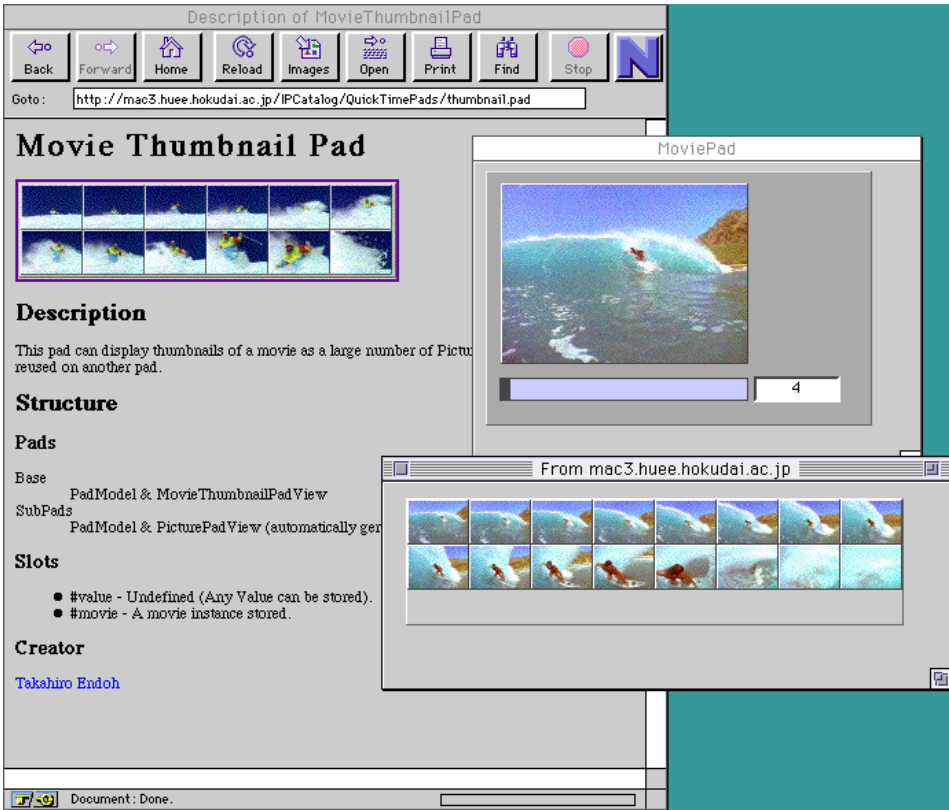 Description of MovieThumbnailPad
Back Forward Home Reload Images Open Print Find Stop N
Goto: http://mac3.huee.hokudai.ac.jp/IPCatalog/QuickTimePads/thumbnail.pad
Movie Thumbnail Pad
Description
This pad can display thumbnails of a movie as a large number of Pictu
reused on another pad.
Structure
Pads
Base
PadModel & MovieThumbnailPadView
SubPads
PadModel & PicturePadView (automatically ger
Slots
#value - Undefined (Any Value can be stored).
#movie - A movie instance stored.
Creator
Takahiro Endoh
Document: Done.
MoviePad
4
From mac3.huee.hokudai.ac.jp